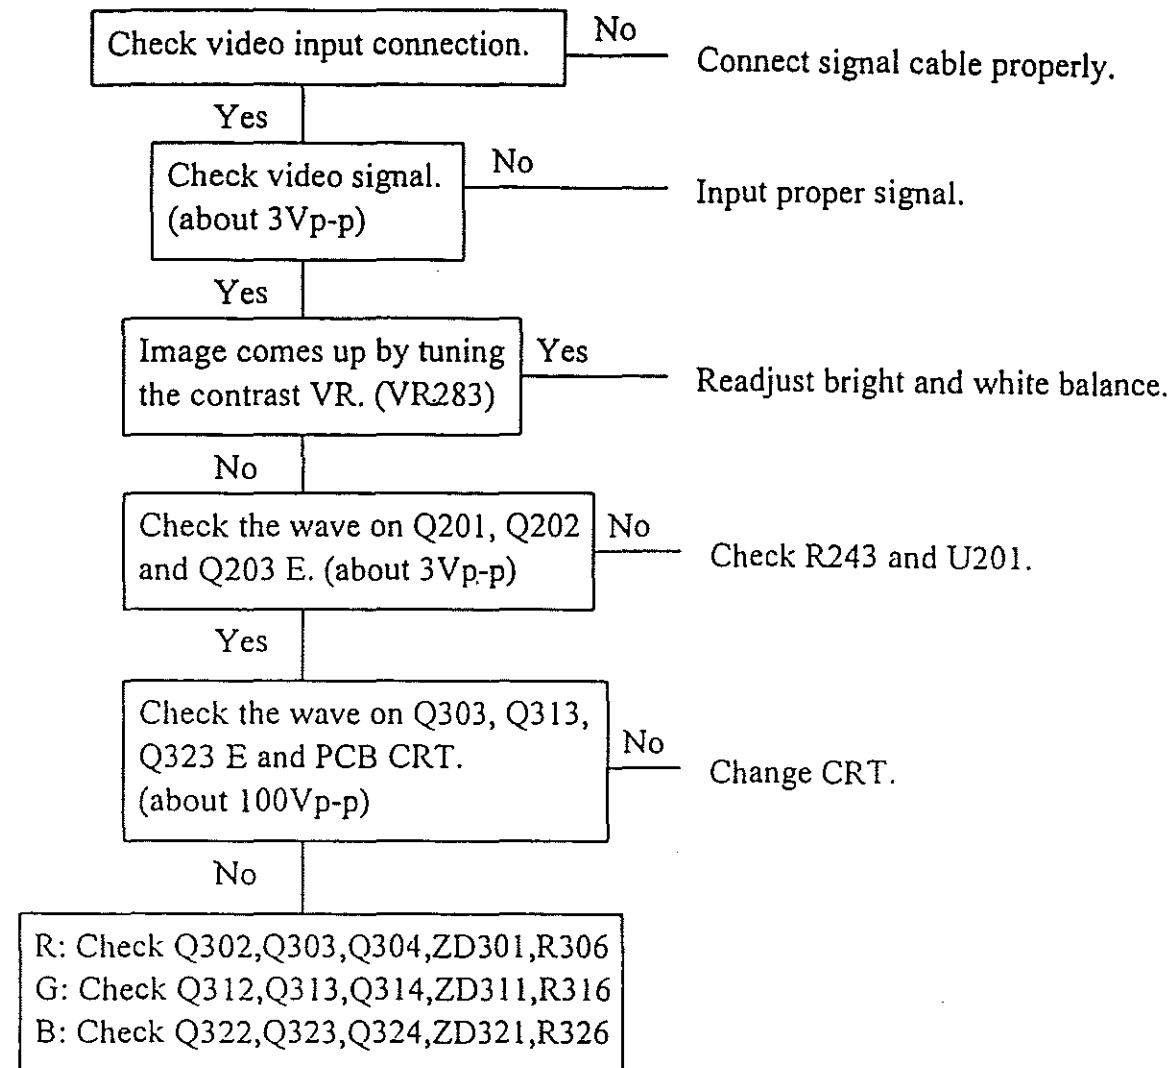 Check video input connection.
No
Connect signal cable properly.
Yes
Check video signal.
(about 3Vp-p)
No
Input proper signal.
Yes
Image comes up by tuning
the contrast VR. (VR283)
Yes
Readjust bright and white balance.
No
Check the wave on Q201, Q202
and Q203 E. (about 3Vp-p)
No
Check R243 and U201.
Yes
Check the wave on Q303, Q313,
Q323 E and PCB CRT.
(about 100Vp-p)
No
Change CRT.
No
R: Check Q302,Q303,Q304,ZD301,R306
G: Check Q312,Q313,Q314,ZD311,R316
B: Check Q322,Q323,Q324,ZD321,R326